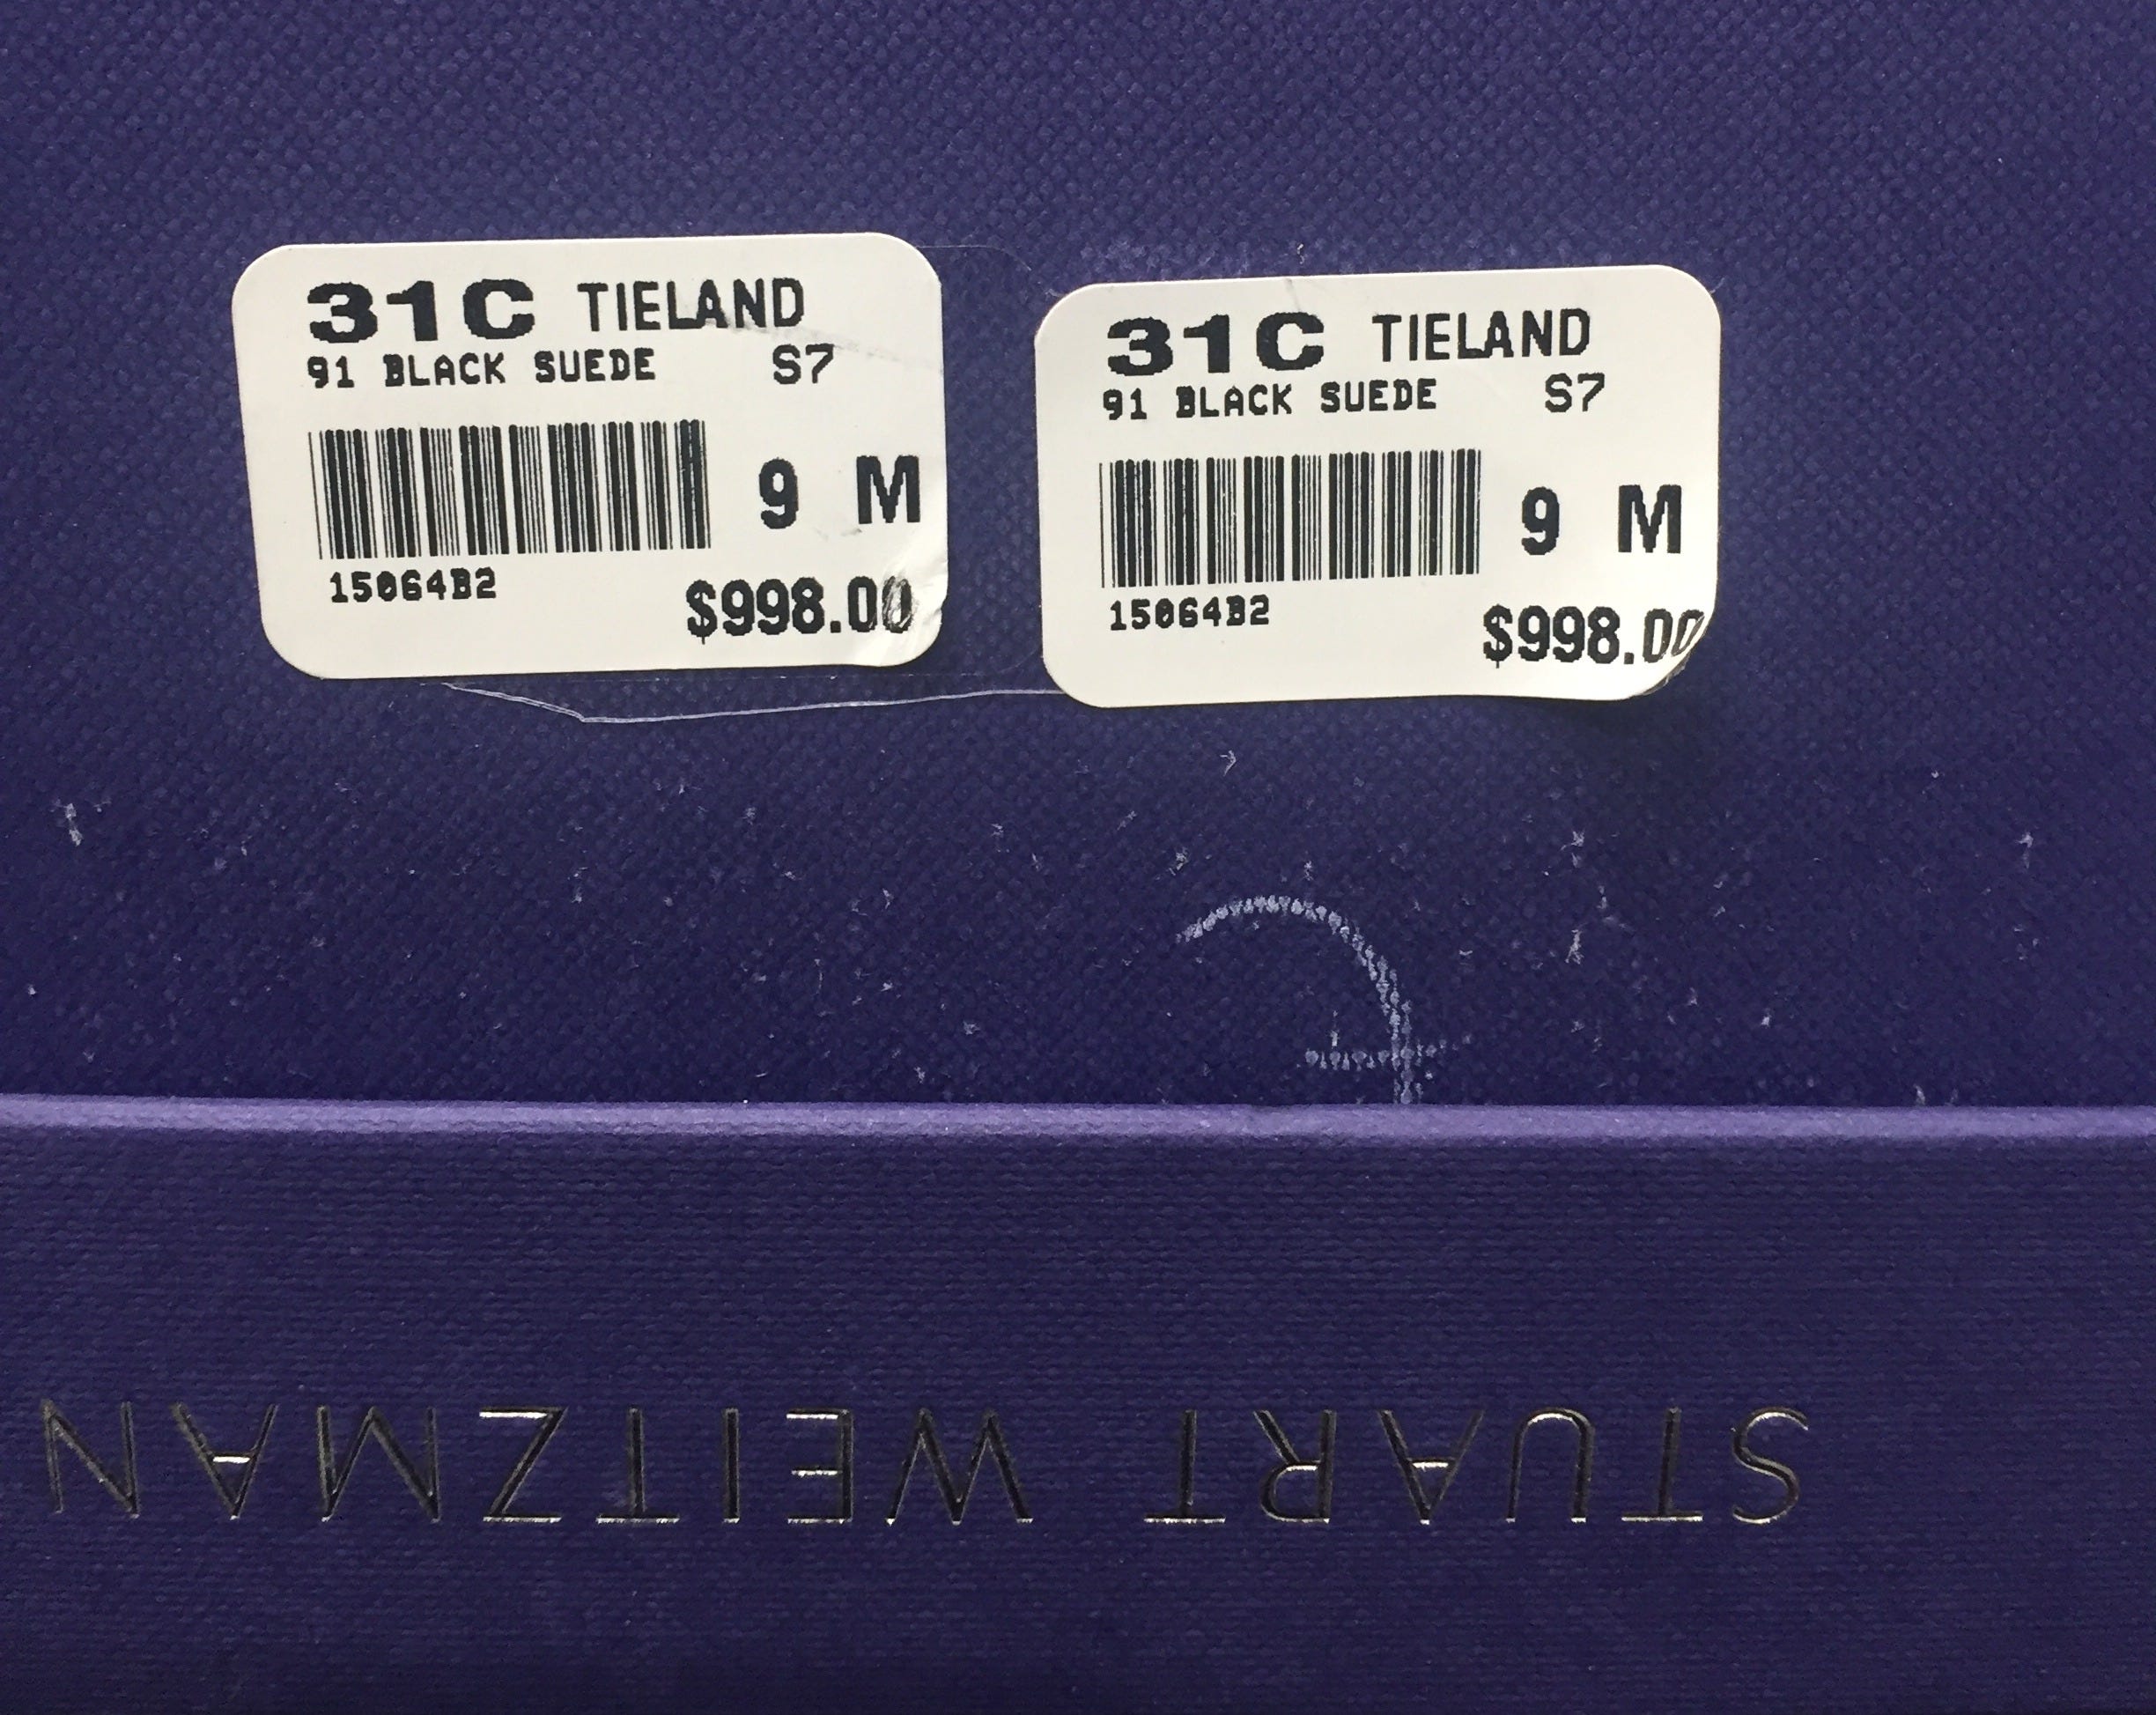 31C TIELAND
91 BLACK SUEDE S7
9 M
15064B2
$998.00
31C TIELAND
91 BLACK SUEDE S7
9 M
15064B2
$998.00
STUART WEITZMAN